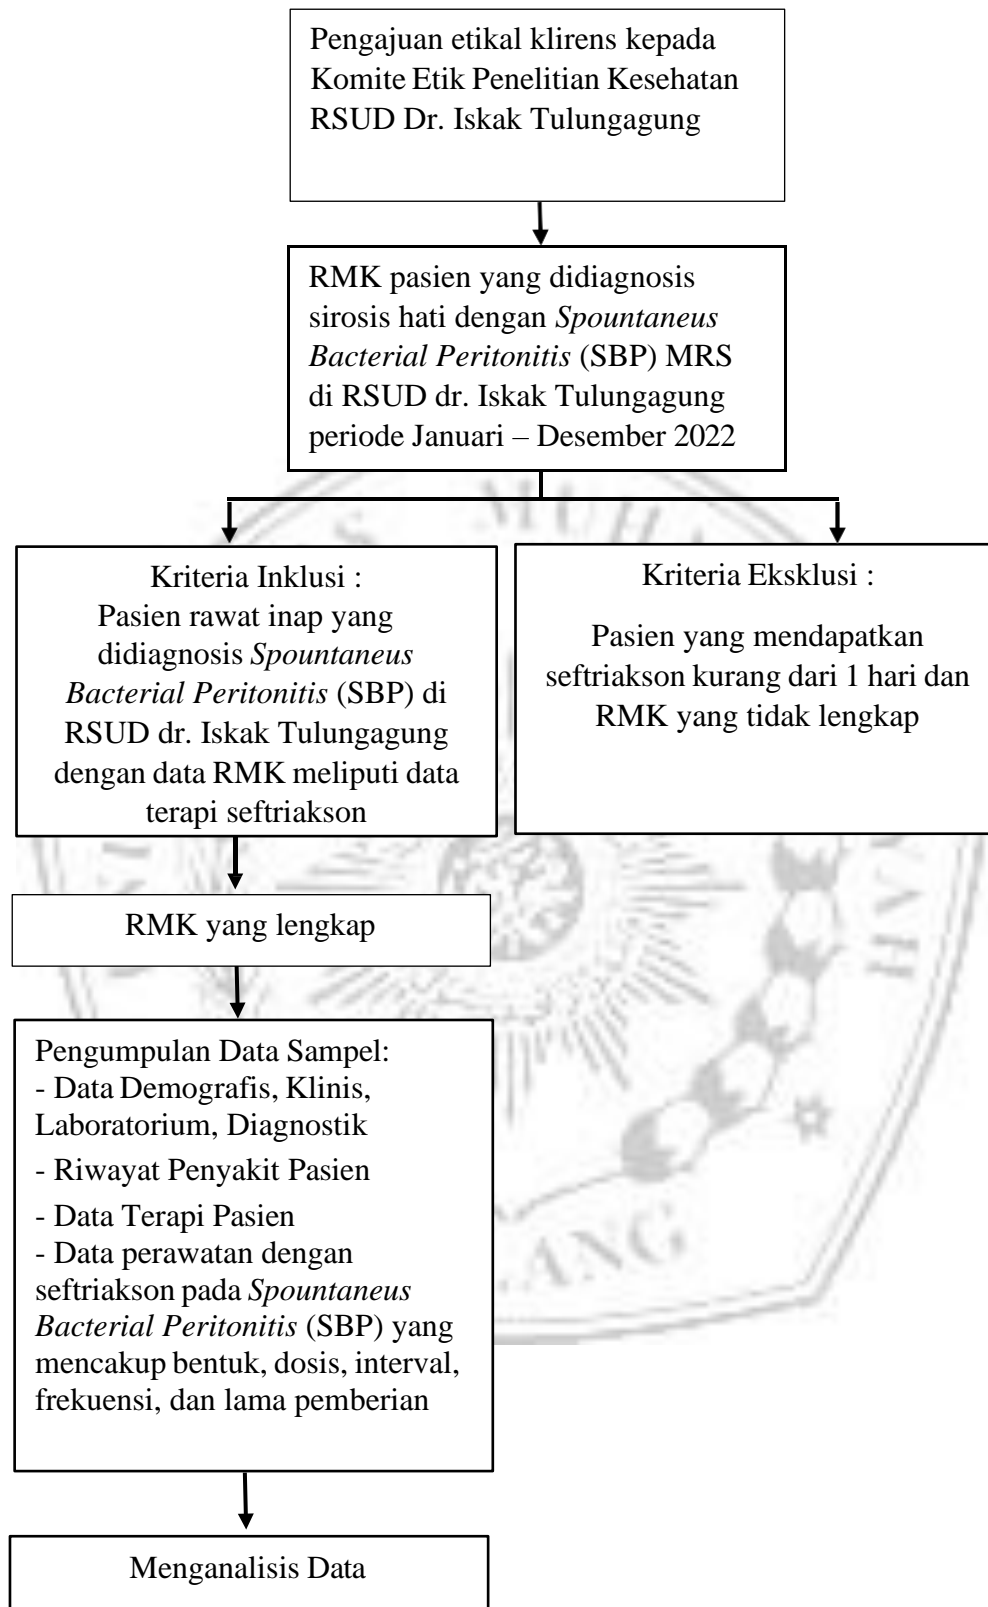 Pengajuan etikal klirens kepada
Komite Etik Penelitian Kesehatan
RSUD Dr. Iskak Tulungagung
RMK pasien yang didiagnosis
sirosis hati dengan Spountaneus
Bacterial Peritonitis (SBP) MRS
di RSUD dr. Iskak Tulungagung
periode Januari – Desember 2022
Kriteria Inklusi :
Pasien rawat inap yang
didiagnosis Spountaneus
Bacterial Peritonitis (SBP) di
RSUD dr. Iskak Tulungagung
dengan data RMK meliputi data
terapi seftriakson
Kriteria Eksklusi :
Pasien yang mendapatkan
seftriakson kurang dari 1 hari dan
RMK yang tidak lengkap
RMK yang lengkap
Pengumpulan Data Sampel:
- Data Demografis, Klinis,
Laboratorium, Diagnostik
- Riwayat Penyakit Pasien
- Data Terapi Pasien
- Data perawatan dengan
seftriakson pada Spountaneus
Bacterial Peritonitis (SBP) yang
mencakup bentuk, dosis, interval,
frekuensi, dan lama pemberian
Menganalisis Data